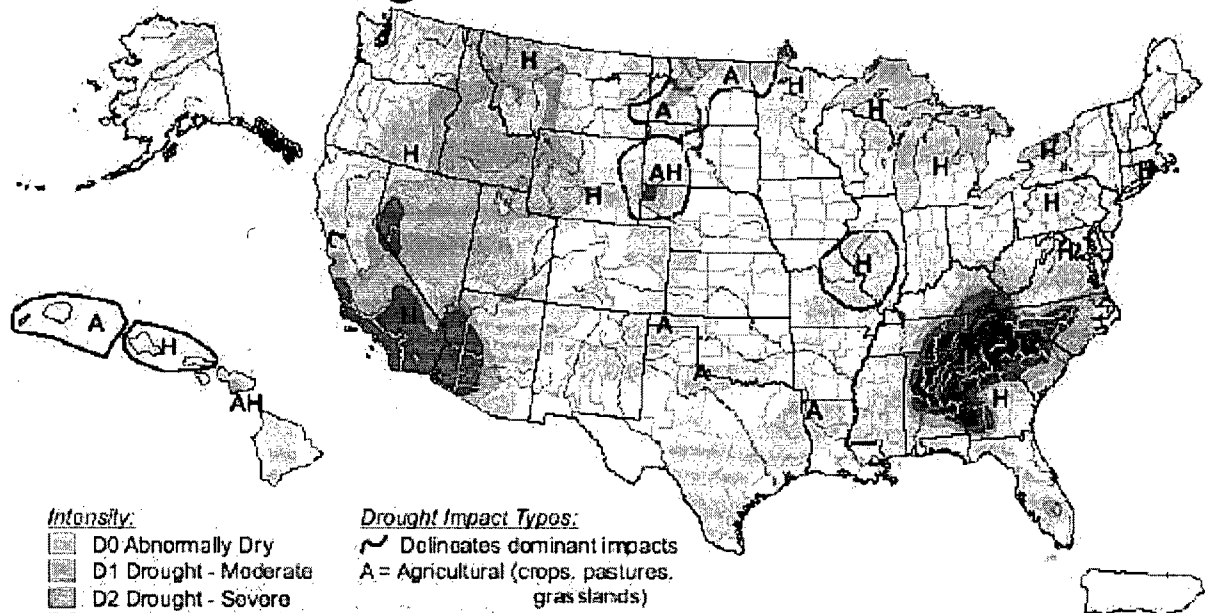 H
A
H
A
H
H
H
H
AH
H
H
H
H
H
H
A
A
H
A
H
AH
A
Intensity:
D0 Abnormally Dry
D1 Drought - Moderate
D2 Drought - Severe
Drought Impact Types:
Delineates dominant impacts
A = Agricultural (crops, pastures,
grasslands)